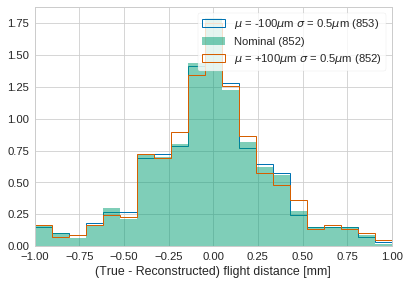 μ = -100μm σ = 0.5μm (853)
Nominal (852)
μ = +100μm σ = 0.5μm (852)
1.75
1.50
1.25
1.00
0.75
0.50
0.25
0.00
−1.00 −0.75 −0.50 −0.25 0.00 0.25 0.50 0.75 1.00
(True - Reconstructed) flight distance [mm]